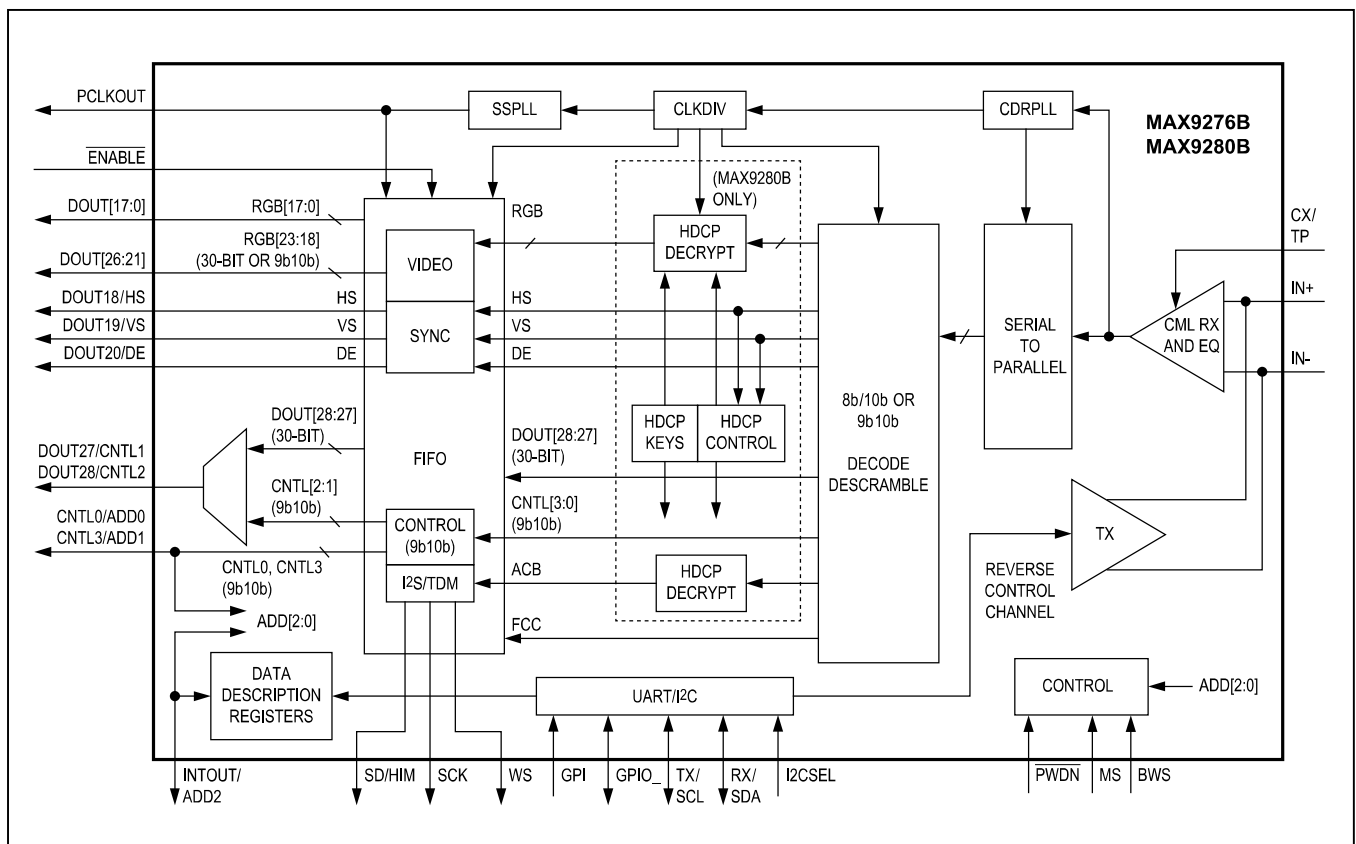 PCLKOUT
SSPLL
CLKDIV
CDRPLL
MAX9276B
MAX9280B
ENABLE
(MAX9280B
ONLY)
DOUT[17:0]
RGB[17:0]
RGB
HDCP
DECRYPT
CX/
TP
RGB[23:18]
(30-BIT OR 9b10b)
DOUT[26:21]
VIDEO
IN+
DOUT18/HS
HS
HS
DOUT19/VS
VS
SYNC
VS
SERIAL
TO
PARALLEL
CML RX
AND EQ
DOUT20/DE
DE
DE
IN-
8b/10b OR
9b10b
DECODE
DESCRAMBLE
DOUT[28:27]
(30-BIT)
HDCP
KEYS
HDCP
CONTROL
DOUT27/CNTL1
DOUT28/CNTL2
FIFO
DOUT[28:27]
(30-BIT)
CNTL[2:1]
(9b10b)
CNTL[3:0]
(9b10b)
CNTL0/ADD0
CNTL3/ADD1
CONTROL
(9b10b)
TX
CNTL0, CNTL3
(9b10b)
I2S/TDM
ACB
HDCP
DECRYPT
REVERSE
CONTROL
CHANNEL
ADD[2:0]
FCC
DATA
DESCRIPTION
REGISTERS
UART/I2C
CONTROL
ADD[2:0]
INTOUT/
ADD2
SD/HIM
SCK
WS
GPI
GPIO_
TX/
SCL
RX/
SDA
I2CSEL
PWDN
MS
BWS